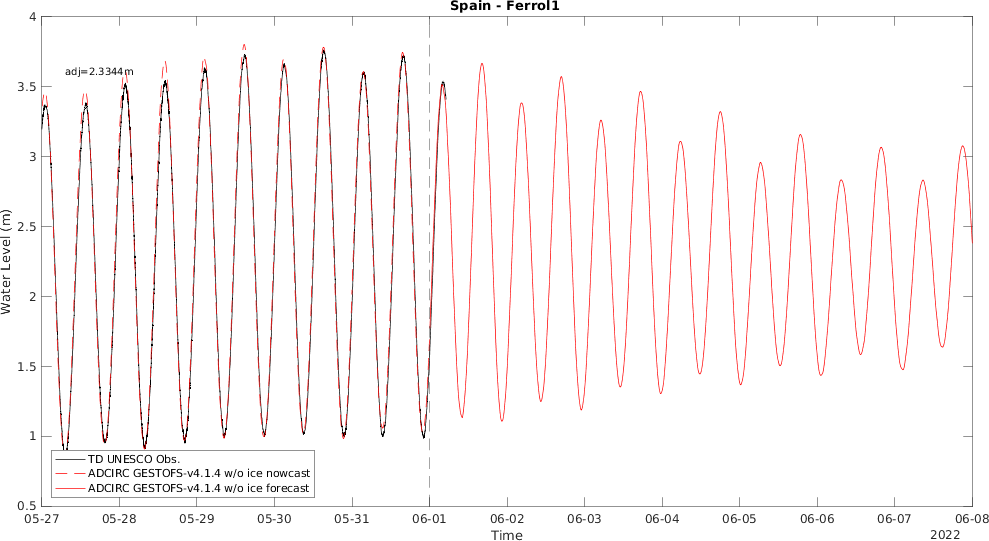 Spain - Ferrol1
4
3.5
3
2.5
2
1.5
1
0.5
Water Level (m)
adj=2.3344m
TD UNESCO Obs.
ADCIRC GESTOFS-v4.1.4 w/o ice nowcast
ADCIRC GESTOFS-v4.1.4 w/o ice forecast
05-27 05-28 05-29 05-30 05-31 06-01 06-02 06-03 06-04 06-05 06-06 06-07 06-08
Time
2022